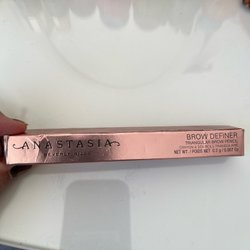 ANASTASIA
BEVERLY HILLS
BROW DEFINER
TRIANGULAR BROW PENCIL
NET WT. / POIDS NET 0.2 g / 0.007 Oz